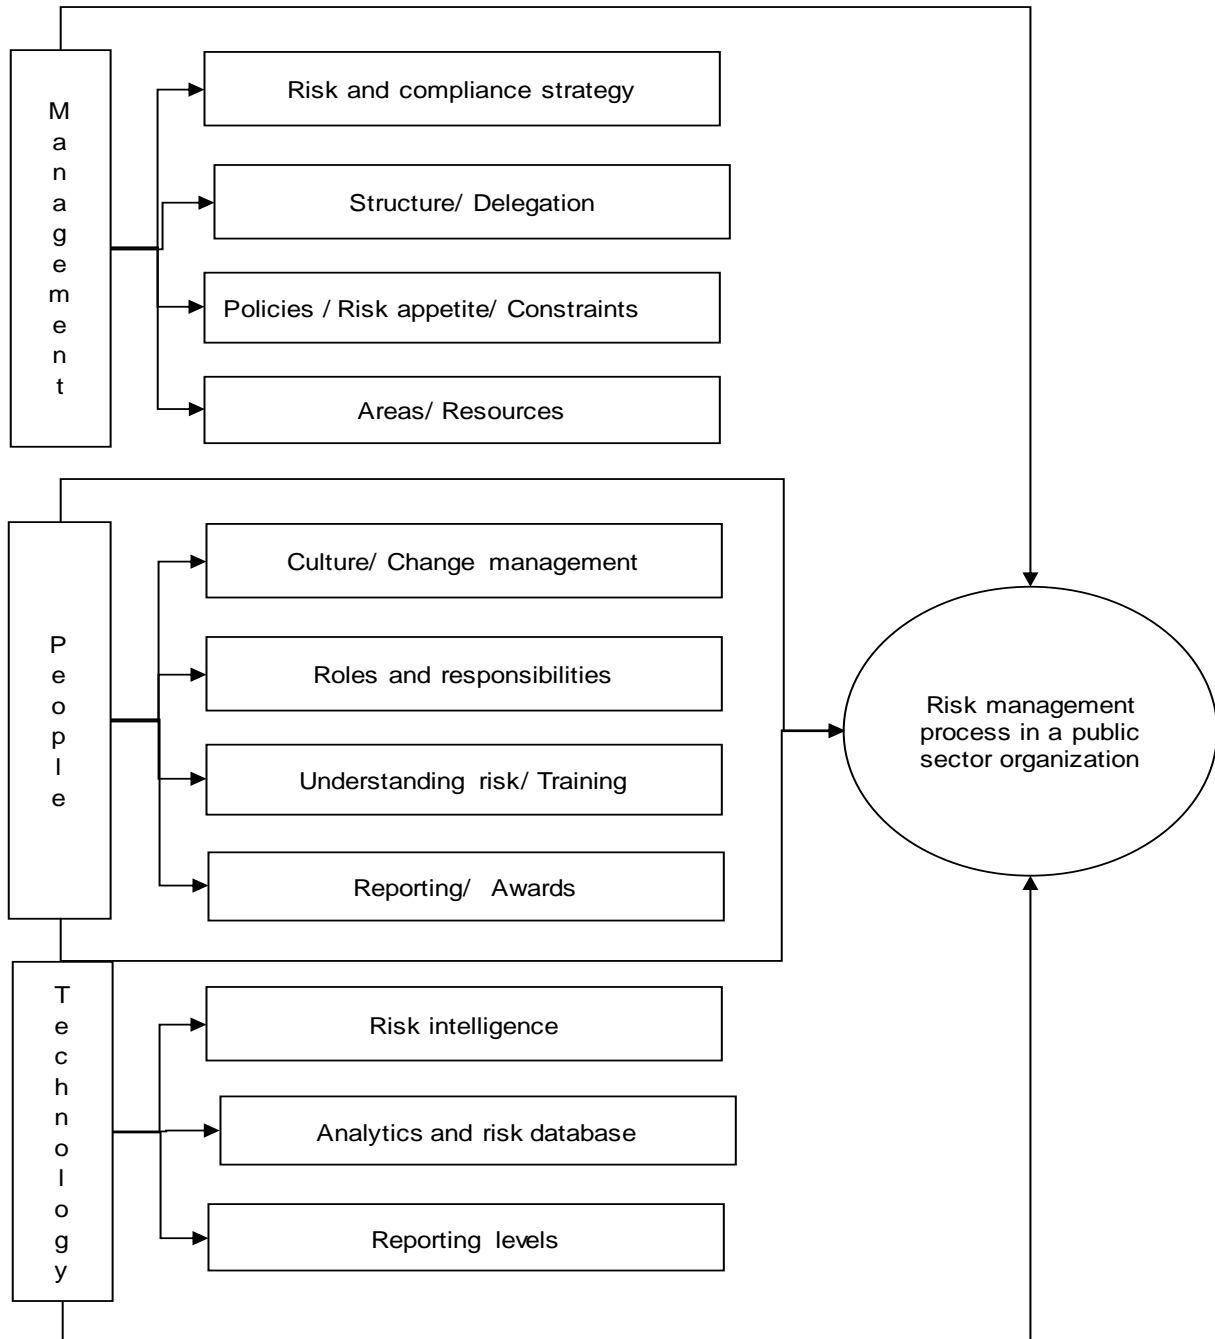 Management
Risk and compliance strategy
Structure/ Delegation
Policies / Risk appetite/ Constraints
Areas/ Resources
People
Culture/ Change management
Roles and responsibilities
Understanding risk/ Training
Reporting/ Awards
Technology
Risk intelligence
Analytics and risk database
Reporting levels
Risk management
process in a public
sector organization